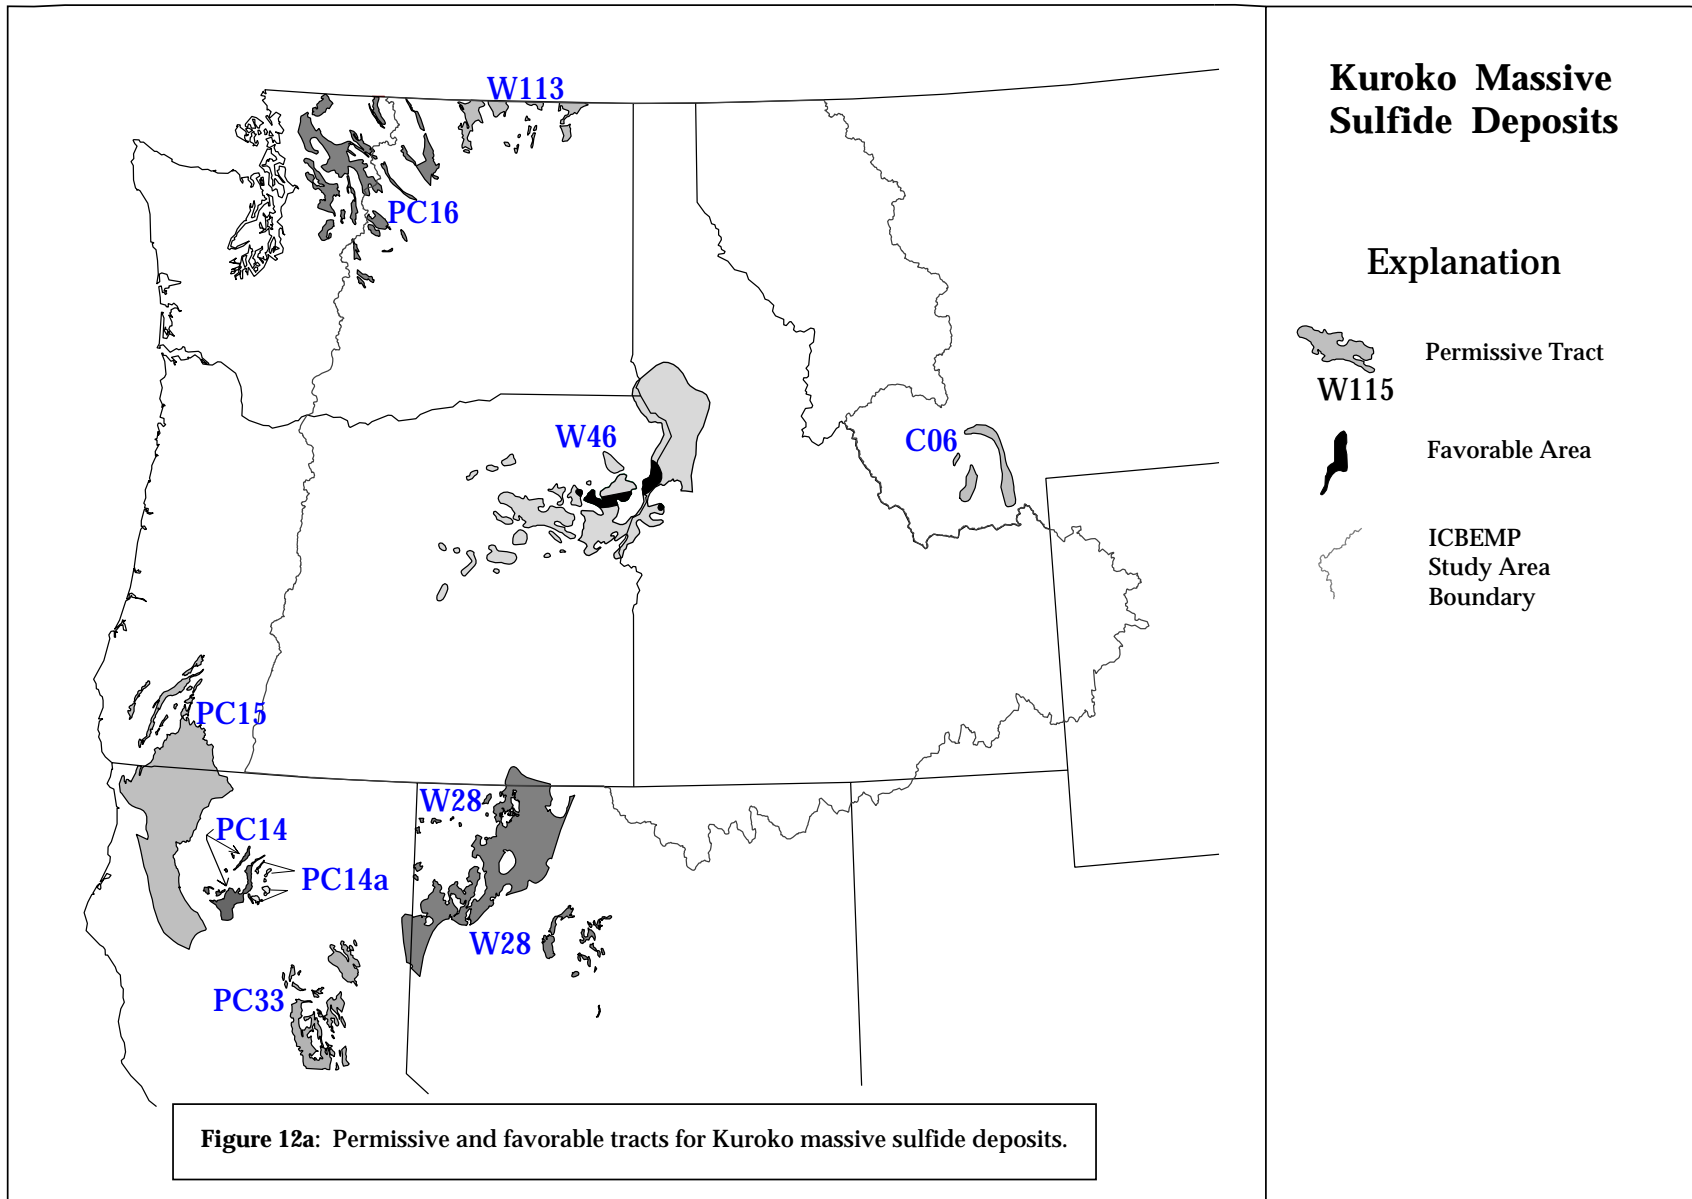 W113
PC16
W46
C06
PC15
W28
PC14
PC14a
W28
PC33
Figure 12a: Permissive and favorable tracts for Kuroko massive sulfide deposits.
Kuroko Massive
Sulfide Deposits
Explanation
Permissive Tract
W115
Favorable Area
ICBEMP
Study Area
Boundary